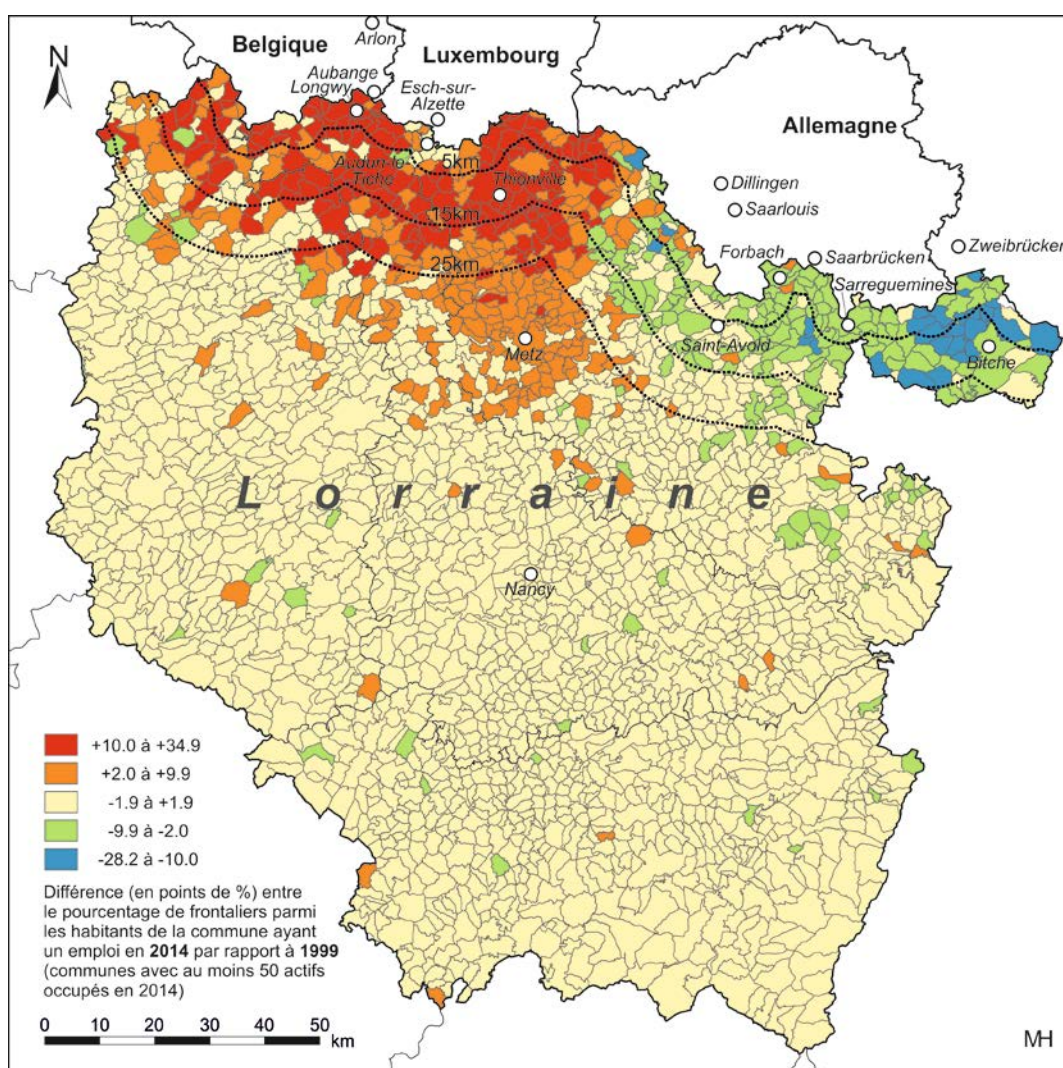 N
Belgique
Arlon
Luxembourg
Aubange
Longwy
Esch-sur-
Alzette
Allemagne
5km
Audun-le-
Tiche
Thionville
Dillingen
15km
Saarlouis
25km
Forbach
Saarbrücken
Zweibrücken
Sarreguemines
Metz
Saint-Avold
Bitche
Lorraine
Nancy
+10.0 à +34.9
+2.0 à +9.9
-1.9 à +1.9
-9.9 à -2.0
-28.2 à -10.0
Différence (en points de %) entre
le pourcentage de frontaliers parmi
les habitants de la commune ayant
un emploi en 2014 par rapport à 1999
(communes avec au moins 50 actifs
occupés en 2014)
0 10 20 30 40 50
km
MH